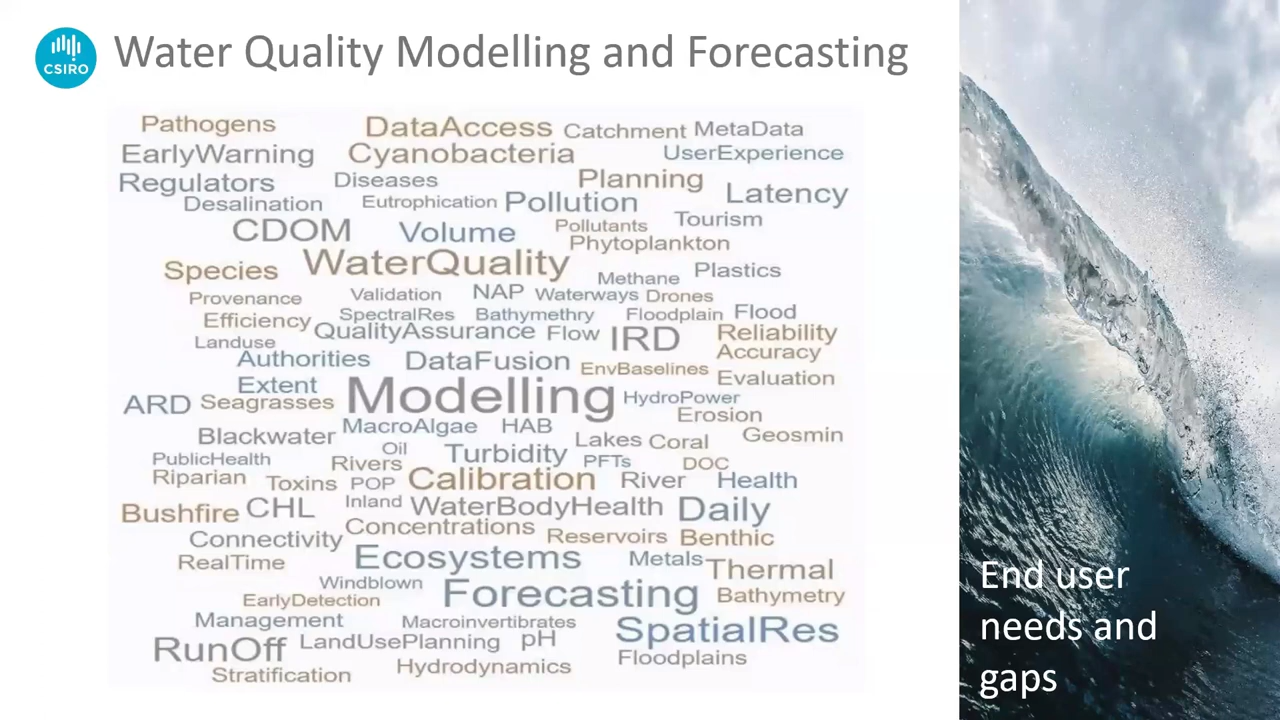 CSIRO
Water Quality Modelling and Forecasting
Pathogens DataAccess Catchment MetaData
EarlyWarning Cyanobacteria UserExperience
Regulators Diseases Planning Latency
Desalination Eutrophication Pollution
CDOM Volume Pollutants Tourism
Phytoplankton
Species WaterQuality Methane Plastics
Provenance Validation NAP Waterways Drones
Efficiency SpectralRes Bathymethry Floodplain Flood
Landuse QualityAssurance Flow IRD Reliability
Authorities DataFusion EnvBaselines Accuracy
Extent Evaluation
ARD Seagrasses Modelling HydroPower
Erosion
Blackwater MacroAlgae HAB Lakes Coral Geosmin
PublicHealth Oil Turbidity PFTs DOC
Rivers
Riparian Toxins POP Calibration River Health
Bushfire CHL Inland WaterBodyHealth Daily
Connectivity Concentrations Reservoirs Benthic
RealTime Ecosystems Metals Thermal
Windblown
EarlyDetection Forecasting Bathymetry
Management Macroinvertibrates SpatialRes
RunOff LandUsePlanning pH
Stratification Hydrodynamics Floodplains
End user
needs and
gaps